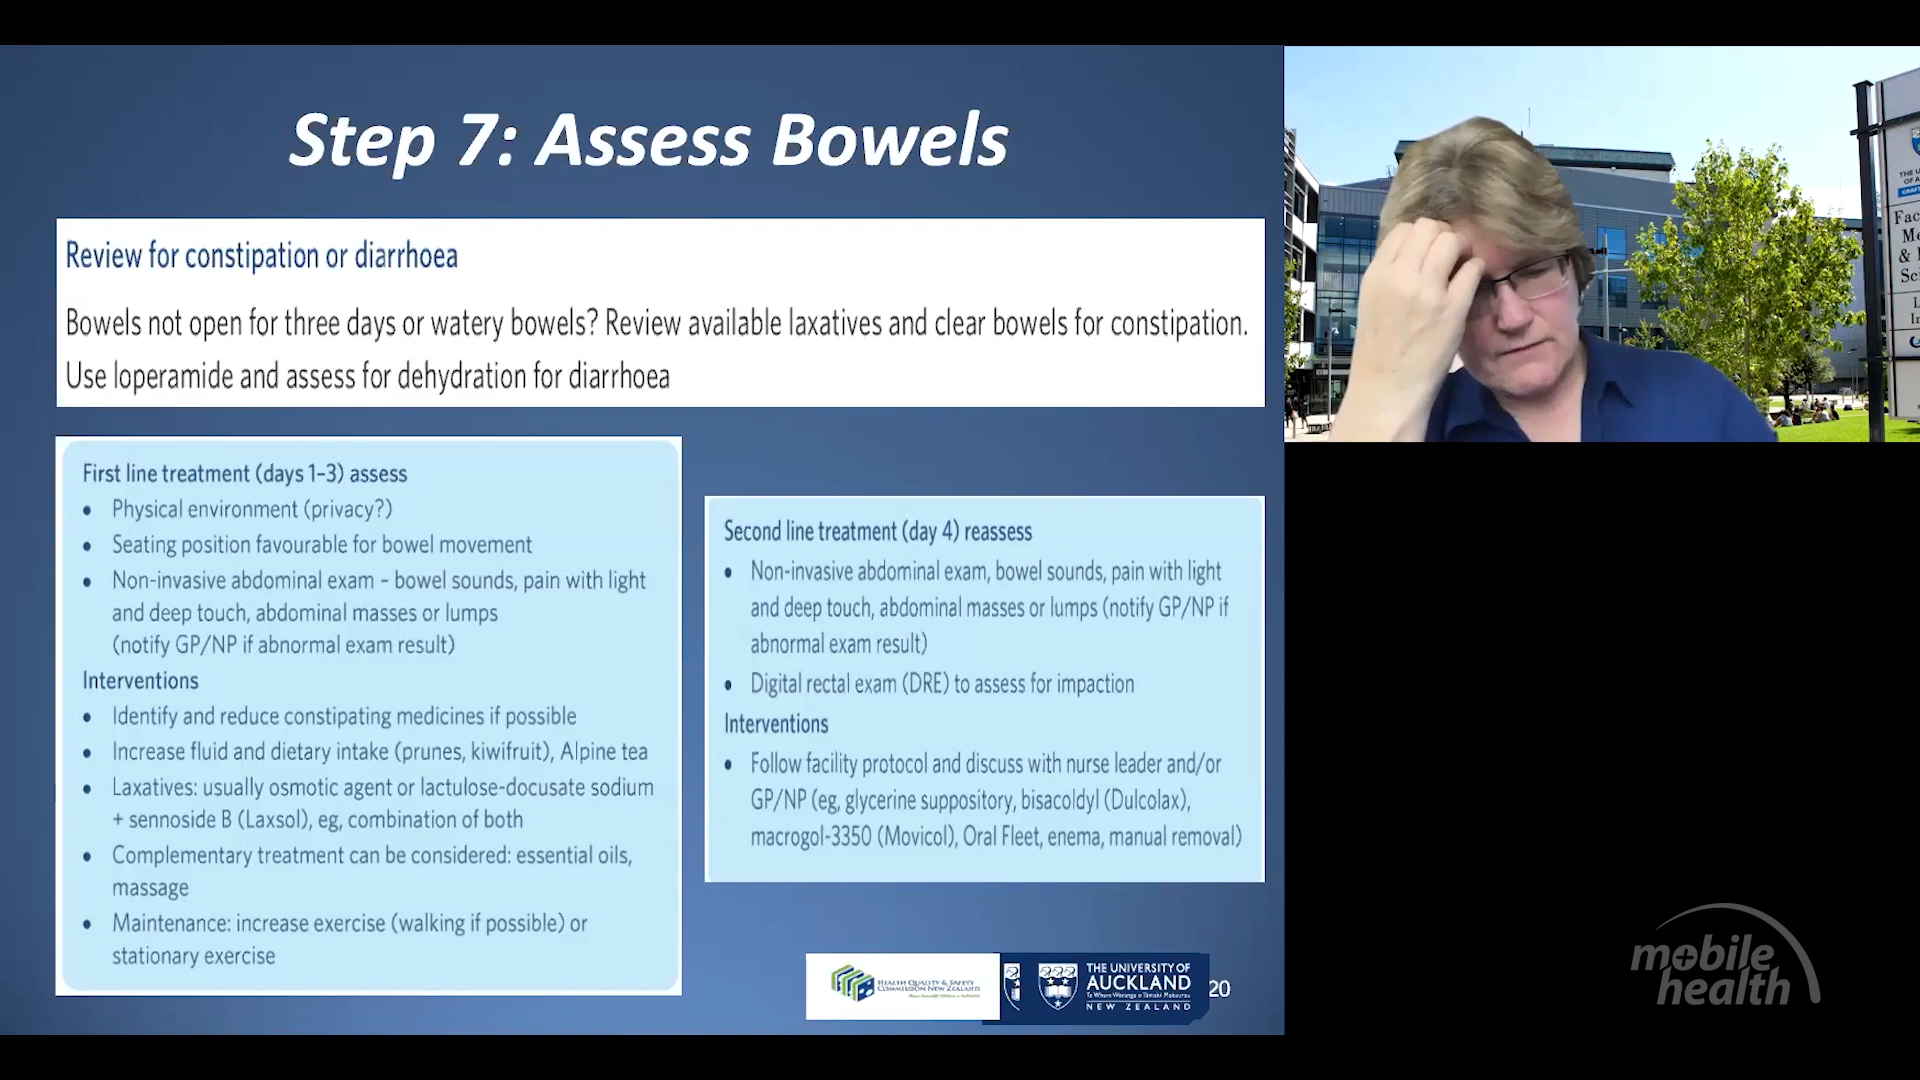 Step 7: Assess Bowels
Review for constipation or diarrhoea
Bowels not open for three days or watery bowels? Review available laxatives and clear bowels for constipation.
Use loperamide and assess for dehydration for diarrhoea
First line treatment (days 1–3) assess
• Physical environment (privacy?)
• Seating position favourable for bowel movement
• Non-invasive abdominal exam – bowel sounds, pain with light
and deep touch, abdominal masses or lumps
(notify GP/NP if abnormal exam result)
Interventions
• Identify and reduce constipating medicines if possible
• Increase fluid and dietary intake (prunes, kiwifruit), Alpine tea
• Laxatives: usually osmotic agent or lactulose-docusate sodium
+ sennoside B (Laxsol), eg, combination of both
• Complementary treatment can be considered: essential oils,
massage
• Maintenance: increase exercise (walking if possible) or
stationary exercise
Second line treatment (day 4) reassess
• Non-invasive abdominal exam, bowel sounds, pain with light
and deep touch, abdominal masses or lumps (notify GP/NP if
abnormal exam result)
• Digital rectal exam (DRE) to assess for impaction
Interventions
• Follow facility protocol and discuss with nurse leader and/or
GP/NP (eg, glycerine suppository, bisacoldyl (Dulcolax),
macrogol-3350 (Movicol), Oral Fleet, enema, manual removal)
HEALTH QUALITY & SAFETY
COMMISSION NEW ZEALAND
THE UNIVERSITY OF
AUCKLAND
Te Whare Wānanga o Tāmaki Makaurau
NEW ZEALAND
20
THE U
OF A
Fac
Me
&
Sc
mobile
health